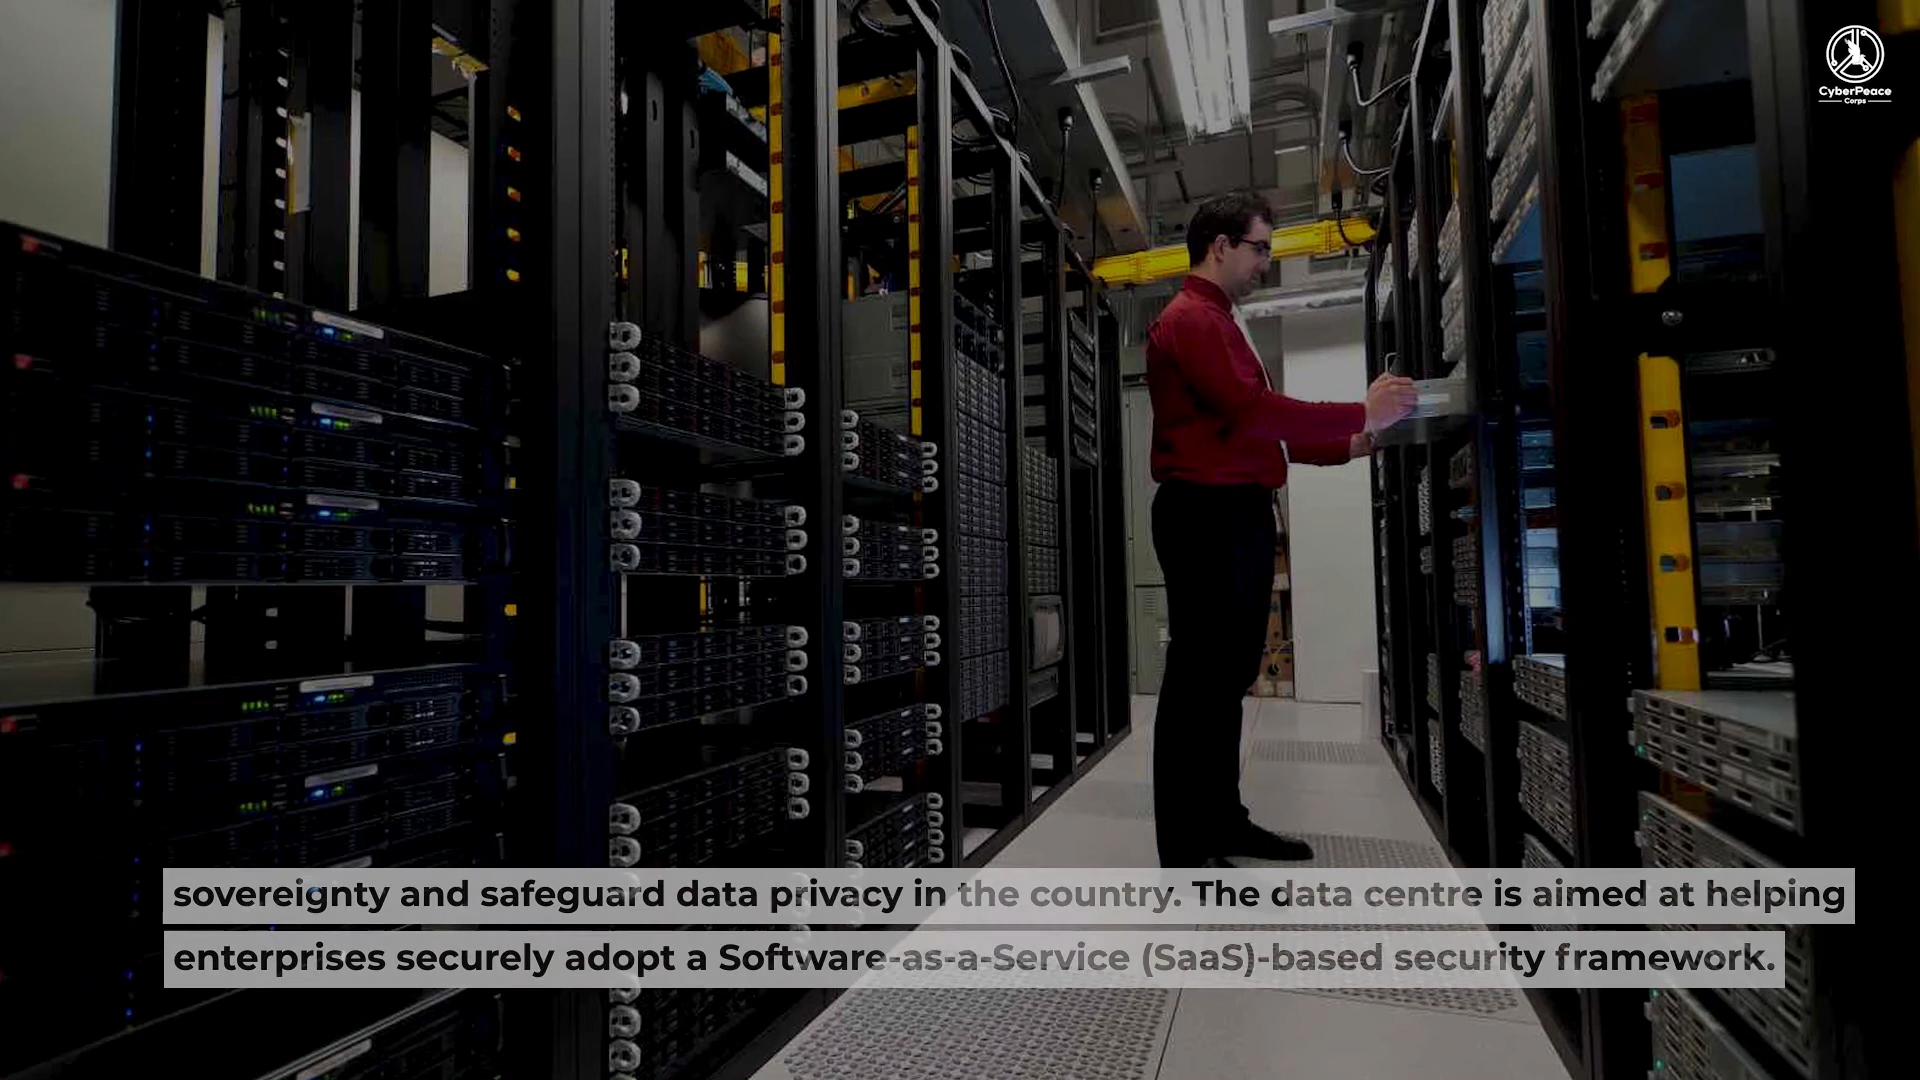 CyberPeace
Corps
sovereignty and safeguard data privacy in the country. The data centre is aimed at helping
enterprises securely adopt a Software-as-a-Service (SaaS)-based security framework.